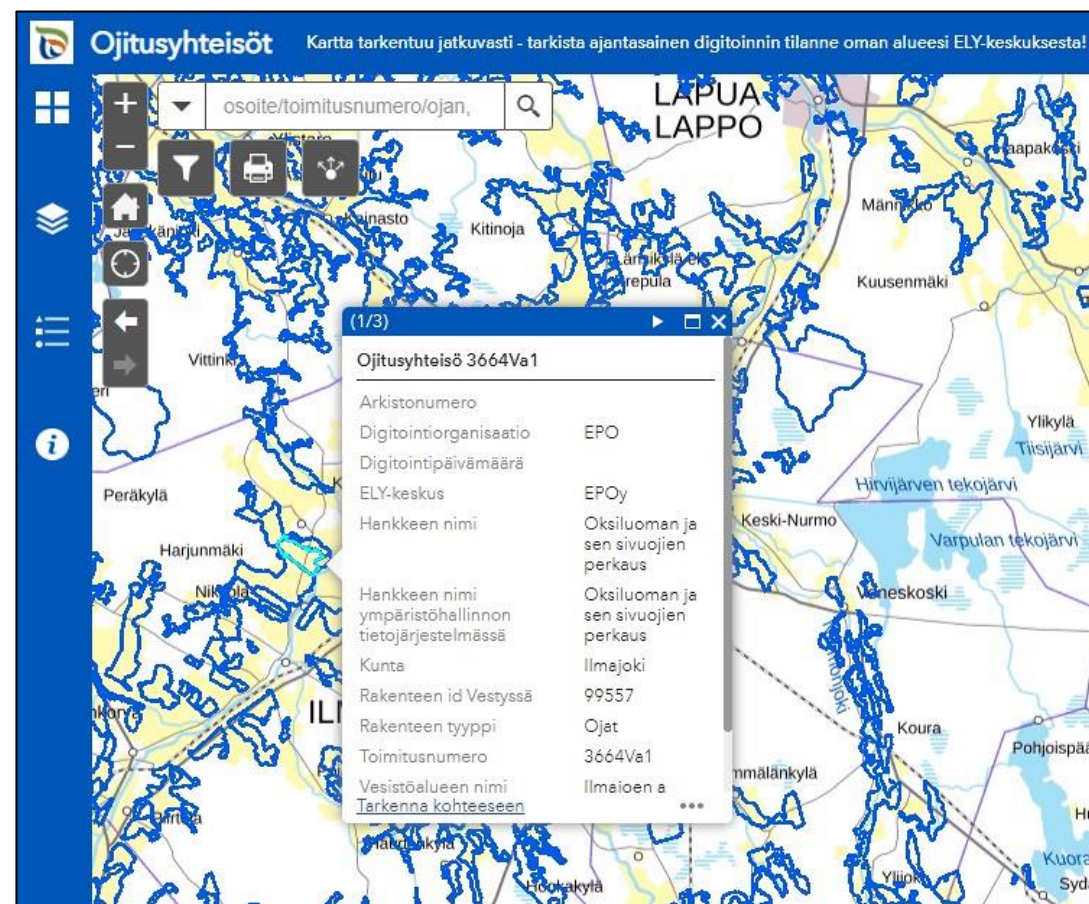 Ojitusyhteisöt
Kartta tarkentuu jatkuvasti - tarkista ajantasainen digitoinnin tilanne oman alueesi ELY-keskuksesta!
osoite/toimitusnumero/ojan,
LAPUA
LAPPO
Kitinoja
Kuusenmäki
Vittinki
(1/3)
Ojitusyhteisö 3664Va1
Arkistonumero
Digitointiorganisaatio EPO
Digitointipäivämäärä
ELY-keskus EPOy
Hankkeen nimi Oksiluoman ja
sen sivuojien
perkaus
Hankkeen nimi Oksiluoman ja
ympäristöhallinnon sen sivuojien
tietojärjestelmässä perkaus
Kunta Ilmajoki
Rakenteen id Vestyssä 99557
Rakenteen tyyppi Ojat
Toimitusnumero 3664Va1
Vesistöalueen nimi Ilmajoen a
Tarkenna kohteeseen
Ylikylä
Tiisijärvi
Hirvijärven tekojärvi
Peräkylä
Keski-Nurmo
Varpulan tekojärvi
Harjunmäki
Koura